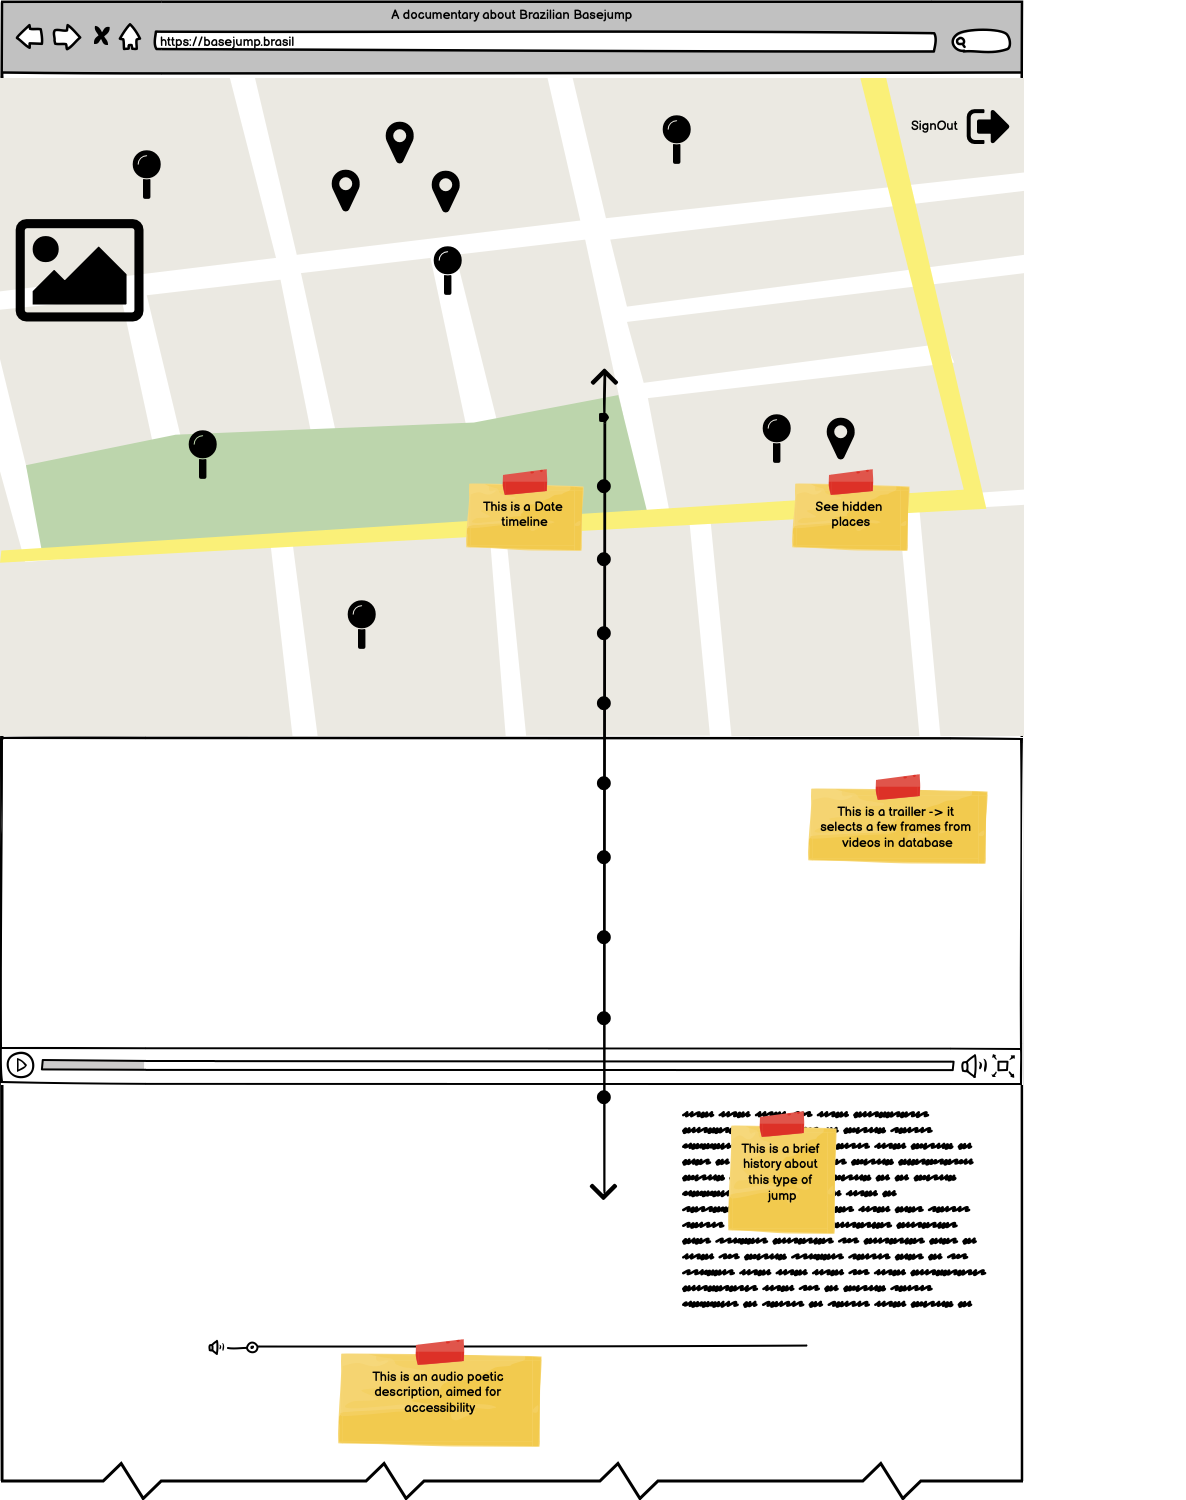 A documentary about Brazilian Basejump
https://basejump.brasil
SignOut
This is a Date
timeline
See hidden
places
This is a trailler -> it
selects a few frames from
videos in database
This is a brief
history about
this type of
jump
This is an audio poetic
description, aimed for
accessibility